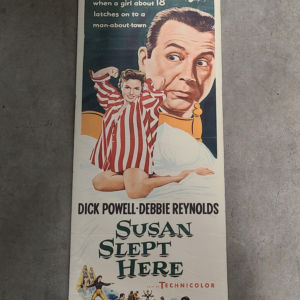 when a girl about 18
latches on to a
man-about-town
DICK POWELL · DEBBIE REYNOLDS
SUSAN
SLEPT
HERE
TECHNICOLOR